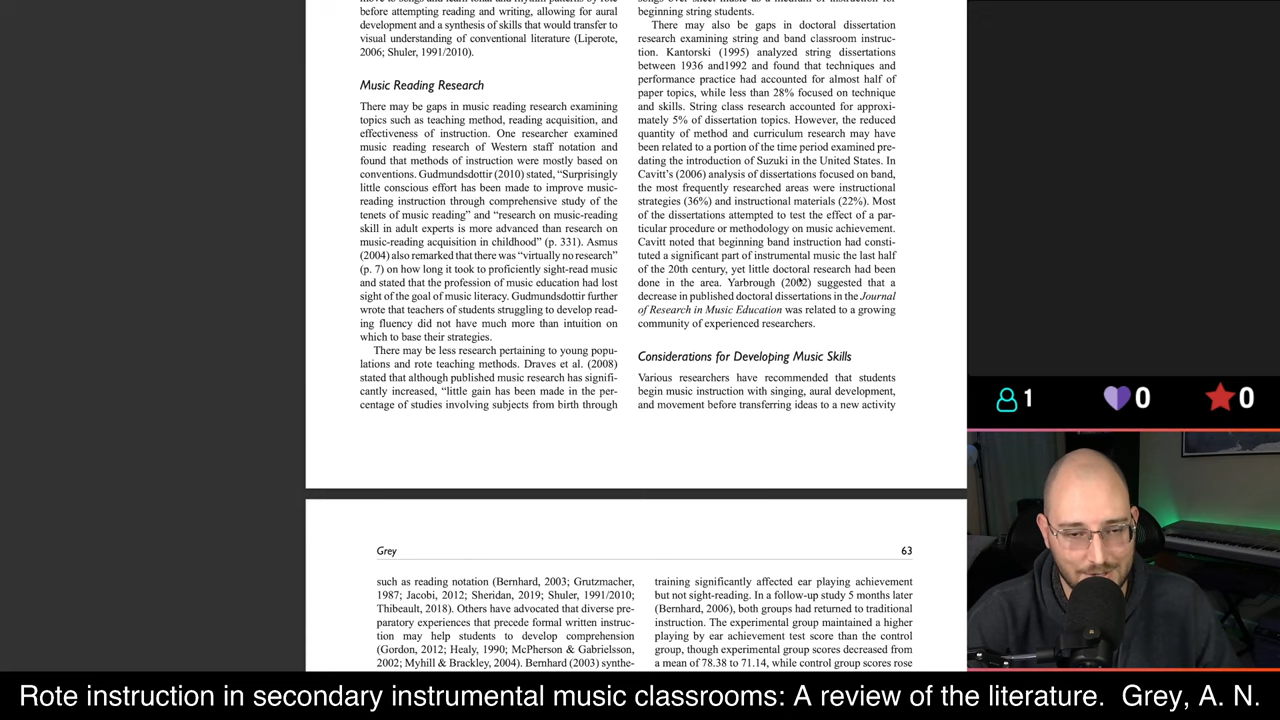 move to songs and learn tonal and rhythm patterns by rote
before attempting reading and writing, allowing for aural
development and a synthesis of skills that would transfer to
visual understanding of conventional literature (Liperote,
2006; Shuler, 1991/2010).
Music Reading Research
There may be gaps in music reading research examining
topics such as teaching method, reading acquisition, and
effectiveness of instruction. One researcher examined
music reading research of Western staff notation and
found that methods of instruction were mostly based on
conventions. Gudmundsdottir (2010) stated, “Surprisingly
little conscious effort has been made to improve music-
reading instruction through comprehensive study of the
tenets of music reading” and “research on music-reading
skill in adult experts is more advanced than research on
music-reading acquisition in childhood” (p. 331). Asmus
(2004) also remarked that there was “virtually no research”
(p. 7) on how long it took to proficiently sight-read music
and stated that the profession of music education had lost
sight of the goal of music literacy. Gudmundsdottir further
wrote that teachers of students struggling to develop read-
ing fluency did not have much more than intuition on
which to base their strategies.
There may be less research pertaining to young popu-
lations and rote teaching methods. Draves et al. (2008)
stated that although published music research has signifi-
cantly increased, “little gain has been made in the per-
centage of studies involving subjects from birth through
songs over sheet music as a medium of instruction for
beginning string students.
There may also be gaps in doctoral dissertation
research examining string and band classroom instruc-
tion. Kantorski (1995) analyzed string dissertations
between 1936 and1992 and found that techniques and
performance practice had accounted for almost half of
paper topics, while less than 28% focused on technique
and skills. String class research accounted for approxi-
mately 5% of dissertation topics. However, the reduced
quantity of method and curriculum research may have
been related to a portion of the time period examined pre-
dating the introduction of Suzuki in the United States. In
Cavitt’s (2006) analysis of dissertations focused on band,
the most frequently researched areas were instructional
strategies (36%) and instructional materials (22%). Most
of the dissertations attempted to test the effect of a par-
ticular procedure or methodology on music achievement.
Cavitt noted that beginning band instruction had consti-
tuted a significant part of instrumental music the last half
of the 20th century, yet little doctoral research had been
done in the area. Yarbrough (2002) suggested that a
decrease in published doctoral dissertations in the Journal
of Research in Music Education was related to a growing
community of experienced researchers.
Considerations for Developing Music Skills
Various researchers have recommended that students
begin music instruction with singing, aural development,
and movement before transferring ideas to a new activity
Grey
63
such as reading notation (Bernhard, 2003; Grutzmacher,
1987; Jacobi, 2012; Sheridan, 2019; Shuler, 1991/2010;
Thibeault, 2018). Others have advocated that diverse pre-
paratory experiences that precede formal written instruc-
tion may help students to develop comprehension
(Gordon, 2012; Healy, 1990; McPherson & Gabrielsson,
2002; Myhill & Brackley, 2004). Bernhard (2003) synthe-
training significantly affected ear playing achievement
but not sight-reading. In a follow-up study 5 months later
(Bernhard, 2006), both groups had returned to traditional
instruction. The experimental group maintained a higher
playing by ear achievement test score than the control
group, though experimental group scores decreased from
a mean of 78.38 to 71.14, while control group scores rose
1
0
0
Rote instruction in secondary instrumental music classrooms: A review of the literature. Grey, A. N.